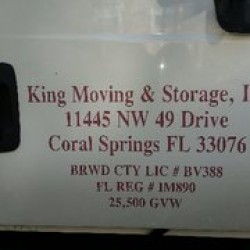 King Moving & Storage, I
11445 NW 49 Drive
Coral Springs FL 33076
BRWD CTY LIC # BV388
FL REG # IM890
25,500 GVW